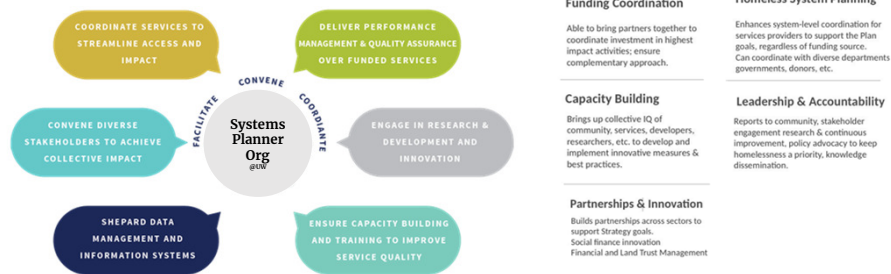 COORDINATE SERVICES TO
STREAMLINE ACCESS AND
IMPACT
DELIVER PERFORMANCE
MANAGEMENT & QUALITY ASSURANCE
OVER FUNDED SERVICES
CONVENE DIVERSE
STAKEHOLDERS TO ACHIEVE
COLLECTIVE IMPACT
FACILITATE
CONVENE
COORDIANTE
Systems
Planner
Org
@UW
ENGAGE IN RESEARCH &
DEVELOPMENT AND
INNOVATION
SHEPARD DATA
MANAGEMENT AND
INFORMATION SYSTEMS
ENSURE CAPACITY BUILDING
AND TRAINING TO IMPROVE
SERVICE QUALITY
Funding Coordination
Able to bring partners together to
coordinate investment in highest
impact activities; ensure
complementary approach.
Homeless System Planning
Enhances system-level coordination for
services providers to support the Plan
goals, regardless of funding source.
Can coordinate with diverse departments
governments, donors, etc.
Capacity Building
Brings up collective IQ of
community, services, developers,
researchers, etc. to develop and
implement innovative measures &
best practices.
Leadership & Accountability
Reports to community, stakeholder
engagement research & continuous
improvement, policy advocacy to keep
homelessness a priority, knowledge
dissemination.
Partnerships & Innovation
Builds partnerships across sectors to
support Strategy goals.
Social finance innovation
Financial and Land Trust Management